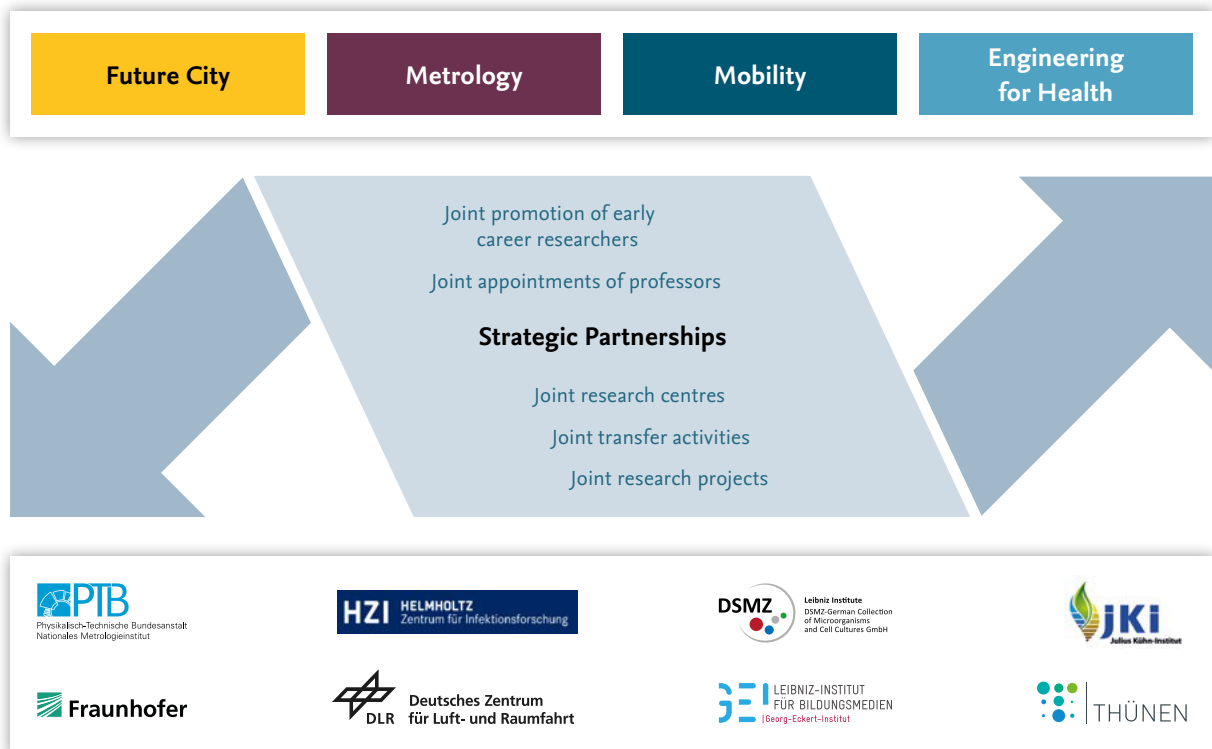 Future City
Metrology
Mobility
Engineering
for Health
Joint promotion of early
career researchers
Joint appointments of professors
Strategic Partnerships
Joint research centres
Joint transfer activities
Joint research projects
PTB
Physikalisch-Technische Bundesanstalt
Nationales Metrologieinstitut
HZI HELMHOLTZ
Zentrum für Infektionsforschung
DSMZ
Leibniz Institute
DSMZ-German Collection
of Microorganisms
and Cell Cultures GmbH
JKI
Julius Kühn-Institut
Fraunhofer
DLR
Deutsches Zentrum
für Luft- und Raumfahrt
GEI
LEIBNIZ-INSTITUT
FÜR BILDUNGSMEDIEN
|Georg-Eckert-Institut
THÜNEN